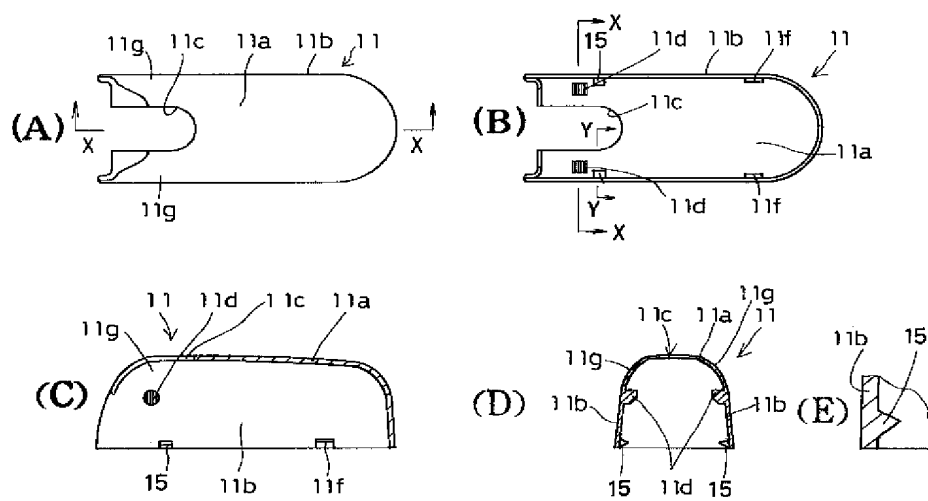 11g 11c 11a 11b 11
(A)
X X
11g
X
15 11d 11b 11f 11
(B)
11c
Y
11a
Y 11d 11f
X
11 11d 11c 11a
11g
(C)
15 11b 11f
11c 11a 11g 11
11g
(D)
11b 11b
15 11d 15
11b 15
(E)